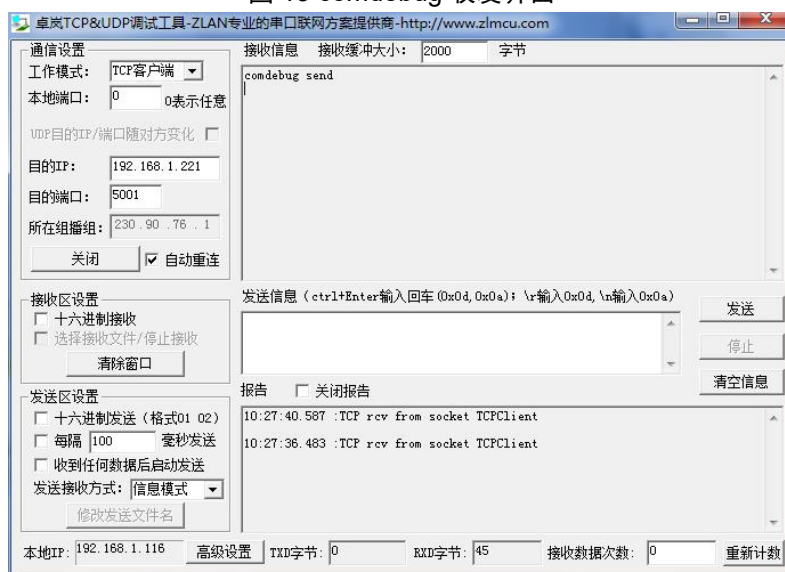 卓岚TCP&UDP调试工具-ZLAN专业的串口联网方案提供商-http://www.zlmcu.com
通信设置
工作模式： TCP客户端
本地端口： 0 0表示任意
UDP目的IP/端口随对方变化
目的IP： 192.168.1.221
目的端口： 5001
所在组播组： 230 .90 .76 . 1
关闭 自动重连
接收信息 接收缓冲大小： 2000 字节
comdebug send
接收区设置
十六进制接收
选择接收文件/停止接收
清除窗口
发送信息（ctrl+Enter输入回车(0x0d,0x0a)；\r输入0x0d,\n输入0x0a）
发送
停止
清空信息
发送区设置
十六进制发送（格式01 02）
每隔 100 毫秒发送
收到任何数据后启动发送
发送接收方式： 信息模式
修改发送文件名
报告 关闭报告
10:27:40.587 :TCP rcv from socket TCPClient
10:27:36.483 :TCP rcv from socket TCPClient
本地IP: 192.168.1.116 高级设置 TXD字节: 0 RXD字节: 45 接收数据次数: 0 重新计数